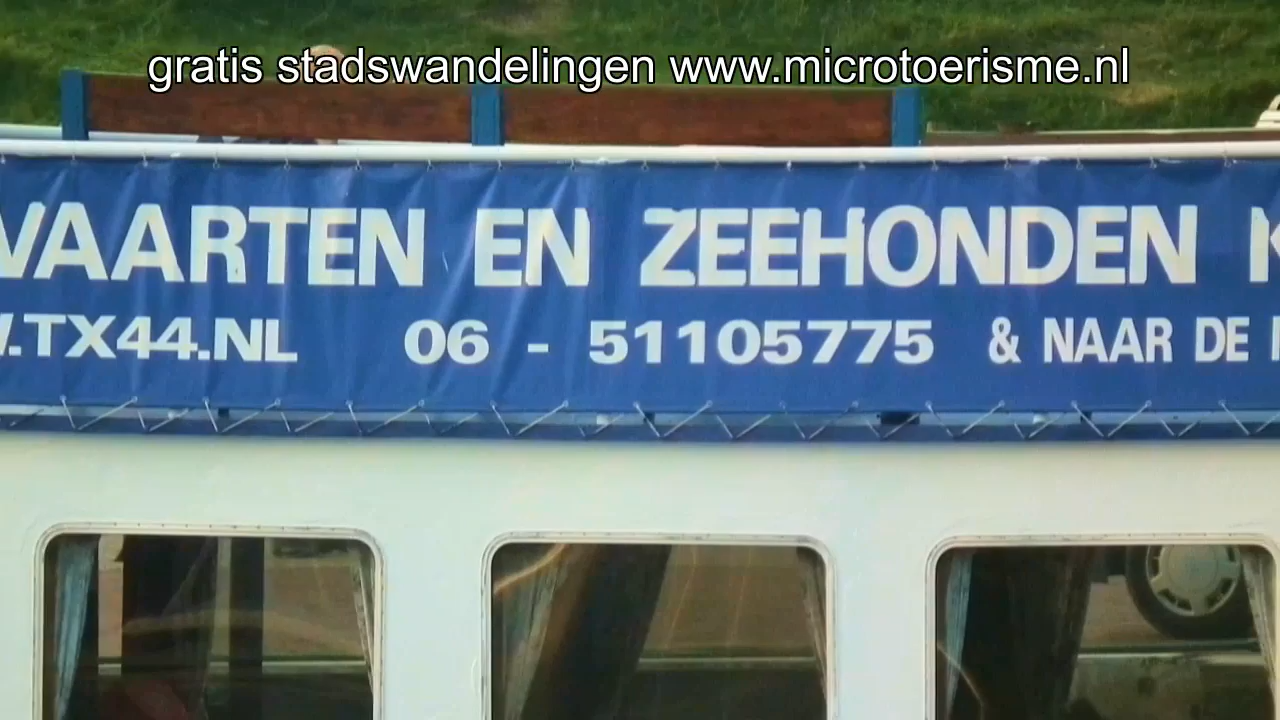 gratis stadswandelingen www.microtoerisme.nl
VAARTEN EN ZEEHONDEN K
W.TX44.NL 06 - 51105775 & NAAR DE